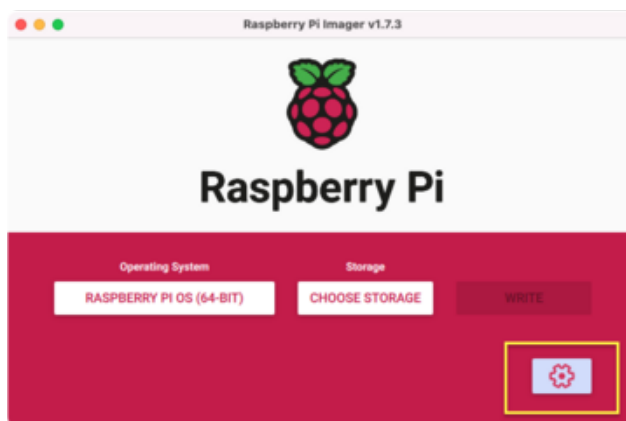 Raspberry Pi Imager v1.7.3
Raspberry Pi
Operating System Storage
RASPBERRY PI OS (64-BIT) CHOOSE STORAGE WRITE